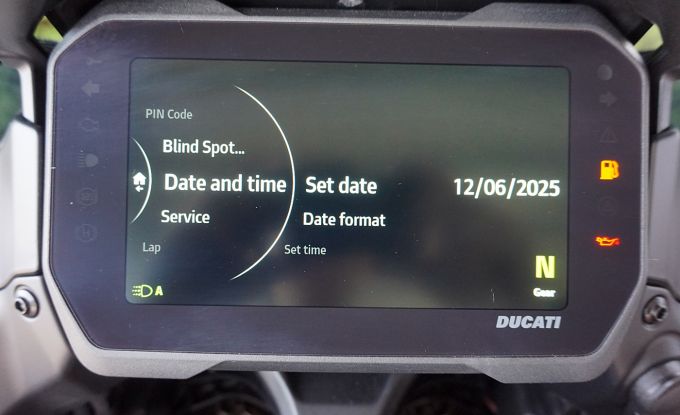 PIN Code
Blind Spot...
Date and time
Set date
12/06/2025
Service
Date format
Lap
Set time
A
N
Gear
DUCATI